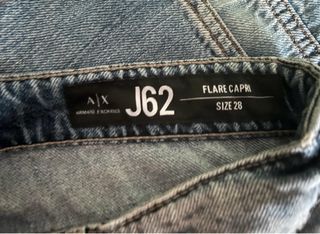 A|X
ARMANI EXCHANGE
J62
FLARE CAPRI
SIZE 28